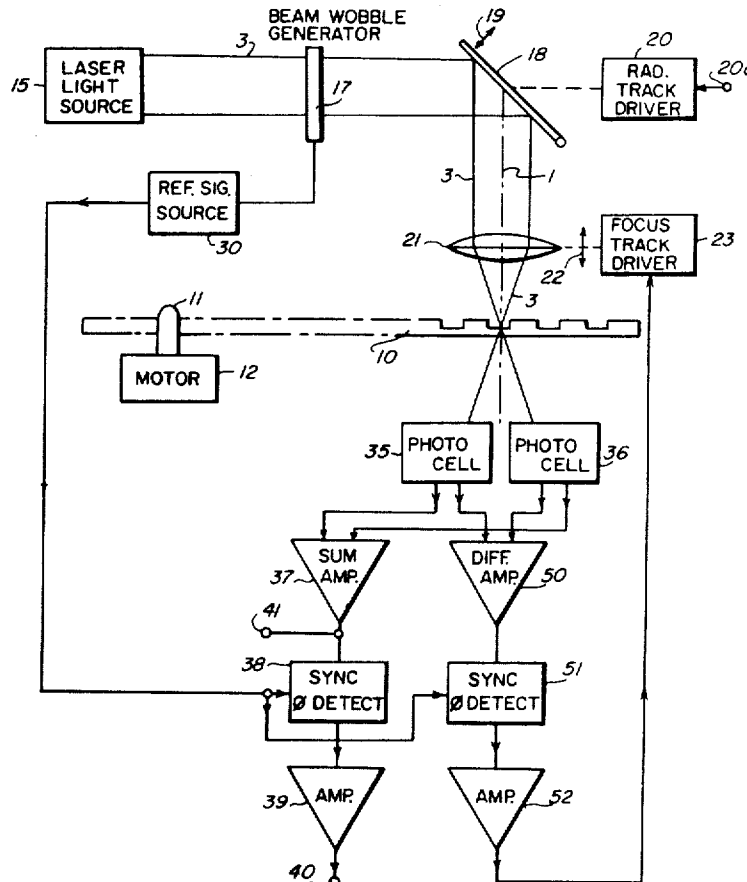 BEAM WOBBLE
GENERATOR
3
19
18
20
15
LASER
LIGHT
SOURCE
17
RAD.
TRACK
DRIVER
REF. SIG.
SOURCE
30
3
1
21
22
FOCUS
TRACK
DRIVER
23
11
3
10
MOTOR
12
35
PHOTO
CELL
PHOTO
CELL
36
SUM
AMP.
37
DIFF.
AMP.
50
41
38
SYNC
Ø DETECT
SYNC
Ø DETECT
51
39
AMP.
AMP.
52
40